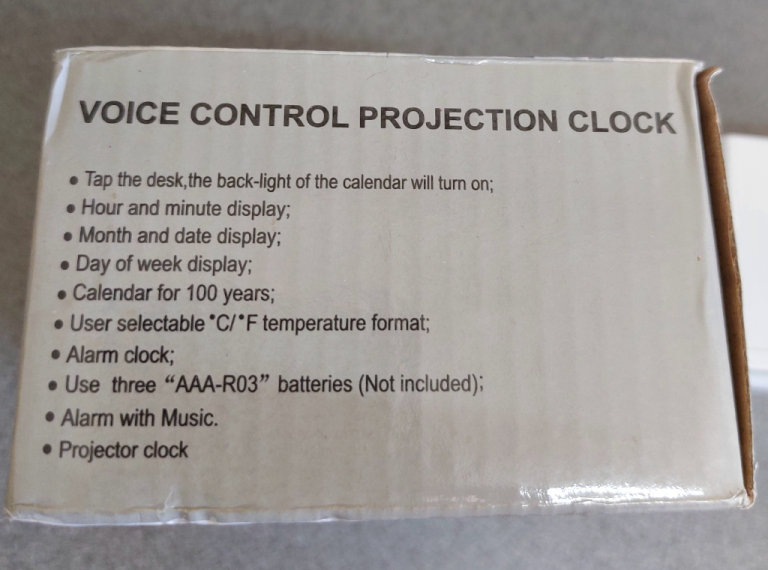 VOICE CONTROL PROJECTION CLOCK
• Tap the desk,the back-light of the calendar will turn on;
• Hour and minute display;
• Month and date display;
• Day of week display;
• Calendar for 100 years;
• User selectable °C/°F temperature format;
• Alarm clock;
• Use three “AAA-R03” batteries (Not included);
• Alarm with Music.
• Projector clock